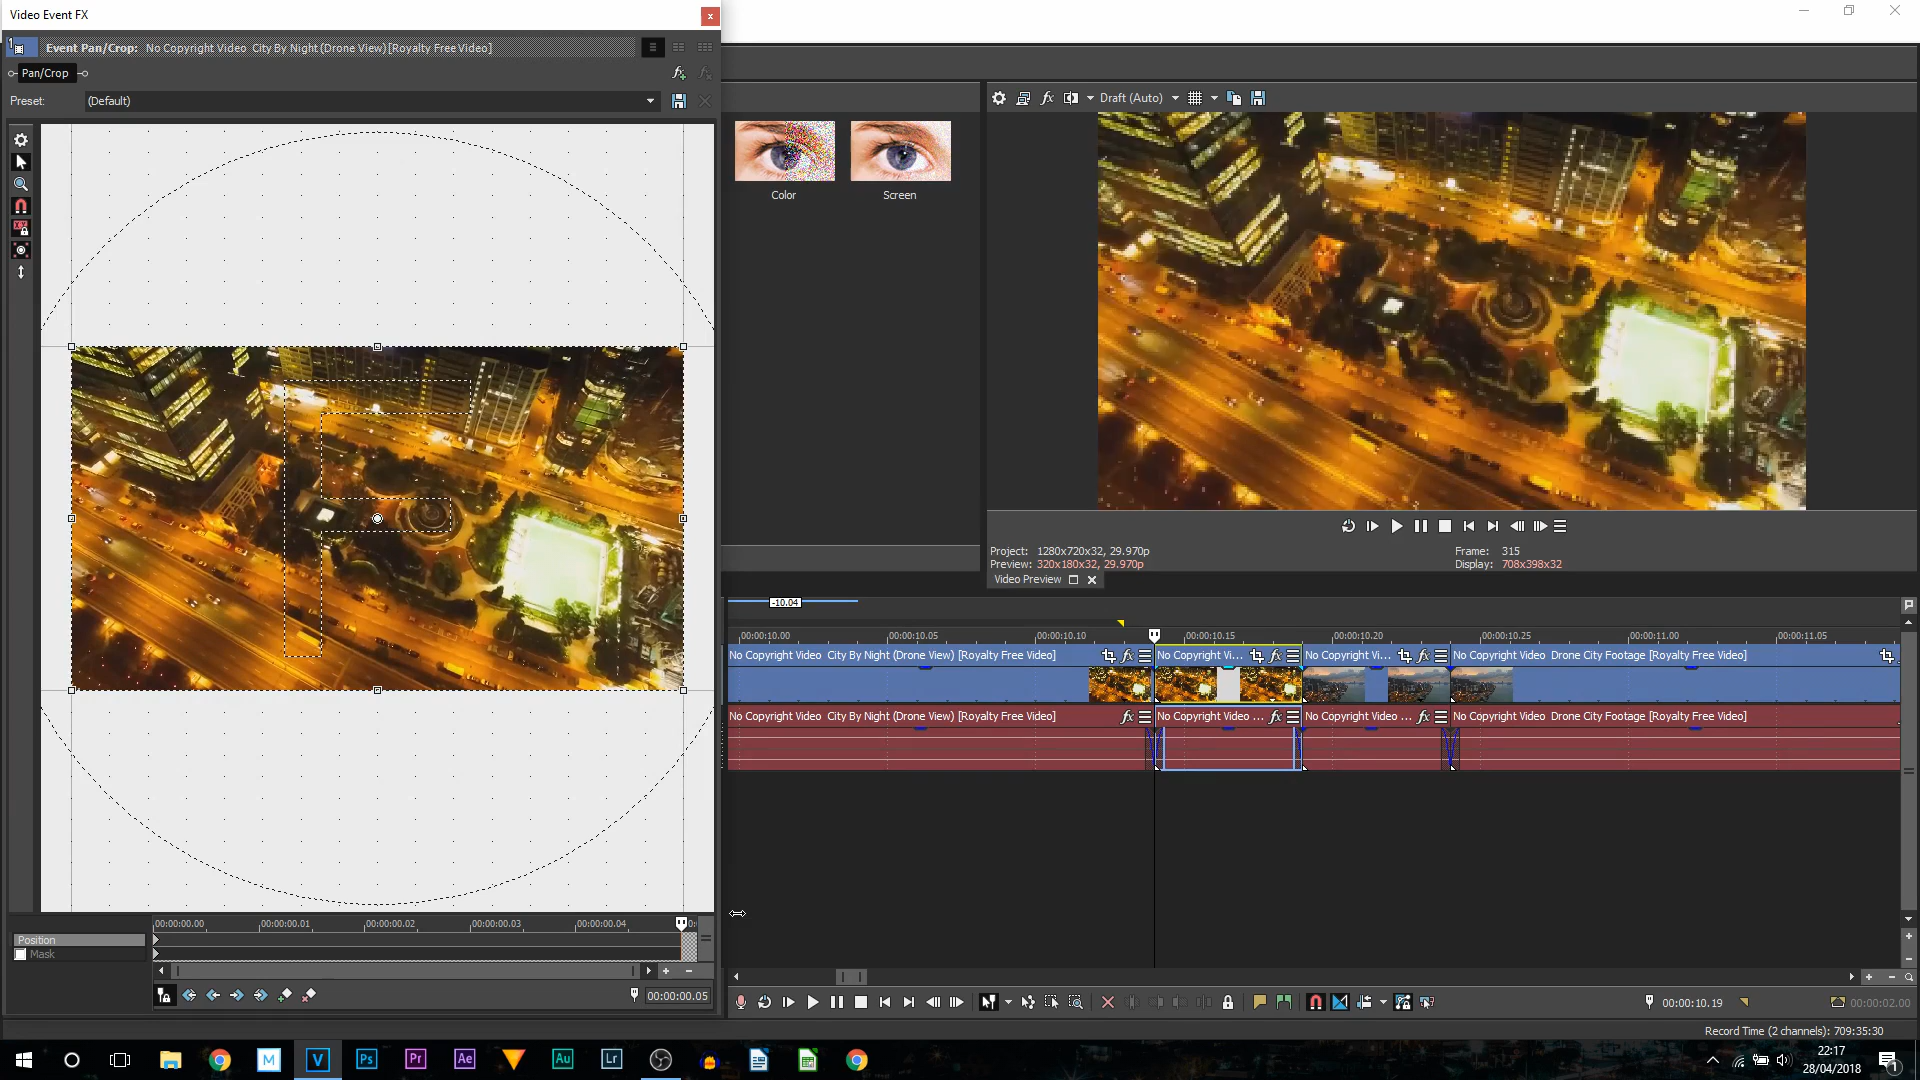 Video Event FX
Event Pan/Crop: No Copyright Video City By Night (Drone View) [Royalty Free Video]
Pan/Crop
Preset: (Default)
Color
Screen
Draft (Auto)
Project: 1280x720x32, 29.970p
Preview: 320x180x32, 29.970p
Frame: 315
Display: 708x398x32
Video Preview
-10.04
00:00:10.00 00:00:10.05 00:00:10.10 00:00:10.15 00:00:10.20 00:00:10.25 00:00:11.00 00:00:11.05
No Copyright Video City By Night (Drone View) [Royalty Free Video]
No Copyright Vi...
No Copyright Vi...
No Copyright Video Drone City Footage [Royalty Free Video]
No Copyright Video City By Night (Drone View) [Royalty Free Video]
No Copyright Video ...
No Copyright Video ...
No Copyright Video Drone City Footage [Royalty Free Video]
00:00:00.00 00:00:00.01 00:00:00.02 00:00:00.03 00:00:00.04
Position
Mask
00:00:00.05
00:00:10.19
00:00:02.00
Record Time (2 channels): 709:35:30
M V Ps Pr Ae Au Lr
22:17
28/04/2018
1